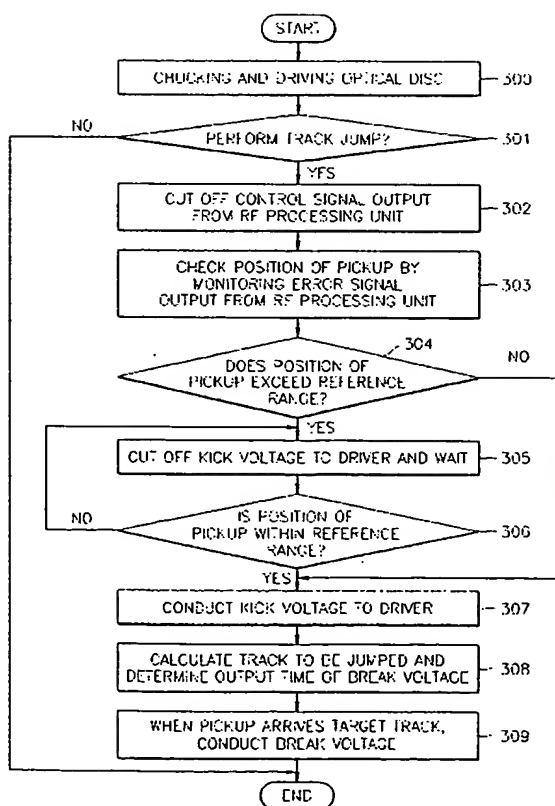 START
CHUCKING AND DRIVING OPTICAL DISC
300
NO
PERFORM TRACK JUMP?
301
YES
CUT OFF CONTROL SIGNAL OUTPUT
FROM RF PROCESSING UNIT
302
CHECK POSITION OF PICKUP BY
MONITORING ERROR SIGNAL
OUTPUT FROM RF PROCESSING UNIT
303
304
NO
DOES POSITION OF
PICKUP EXCEED REFERENCE
RANGE?
YES
CUT OFF KICK VOLTAGE TO DRIVER AND WAIT
305
NO
IS POSITION OF
PICKUP WITHIN REFERENCE
RANGE?
306
YES
CONDUCT KICK VOLTAGE TO DRIVER
307
CALCULATE TRACK TO BE JUMPED AND
DETERMINE OUTPUT TIME OF BREAK VOLTAGE
308
WHEN PICKUP ARRIVES TARGET TRACK,
CONDUCT BREAK VOLTAGE
309
END